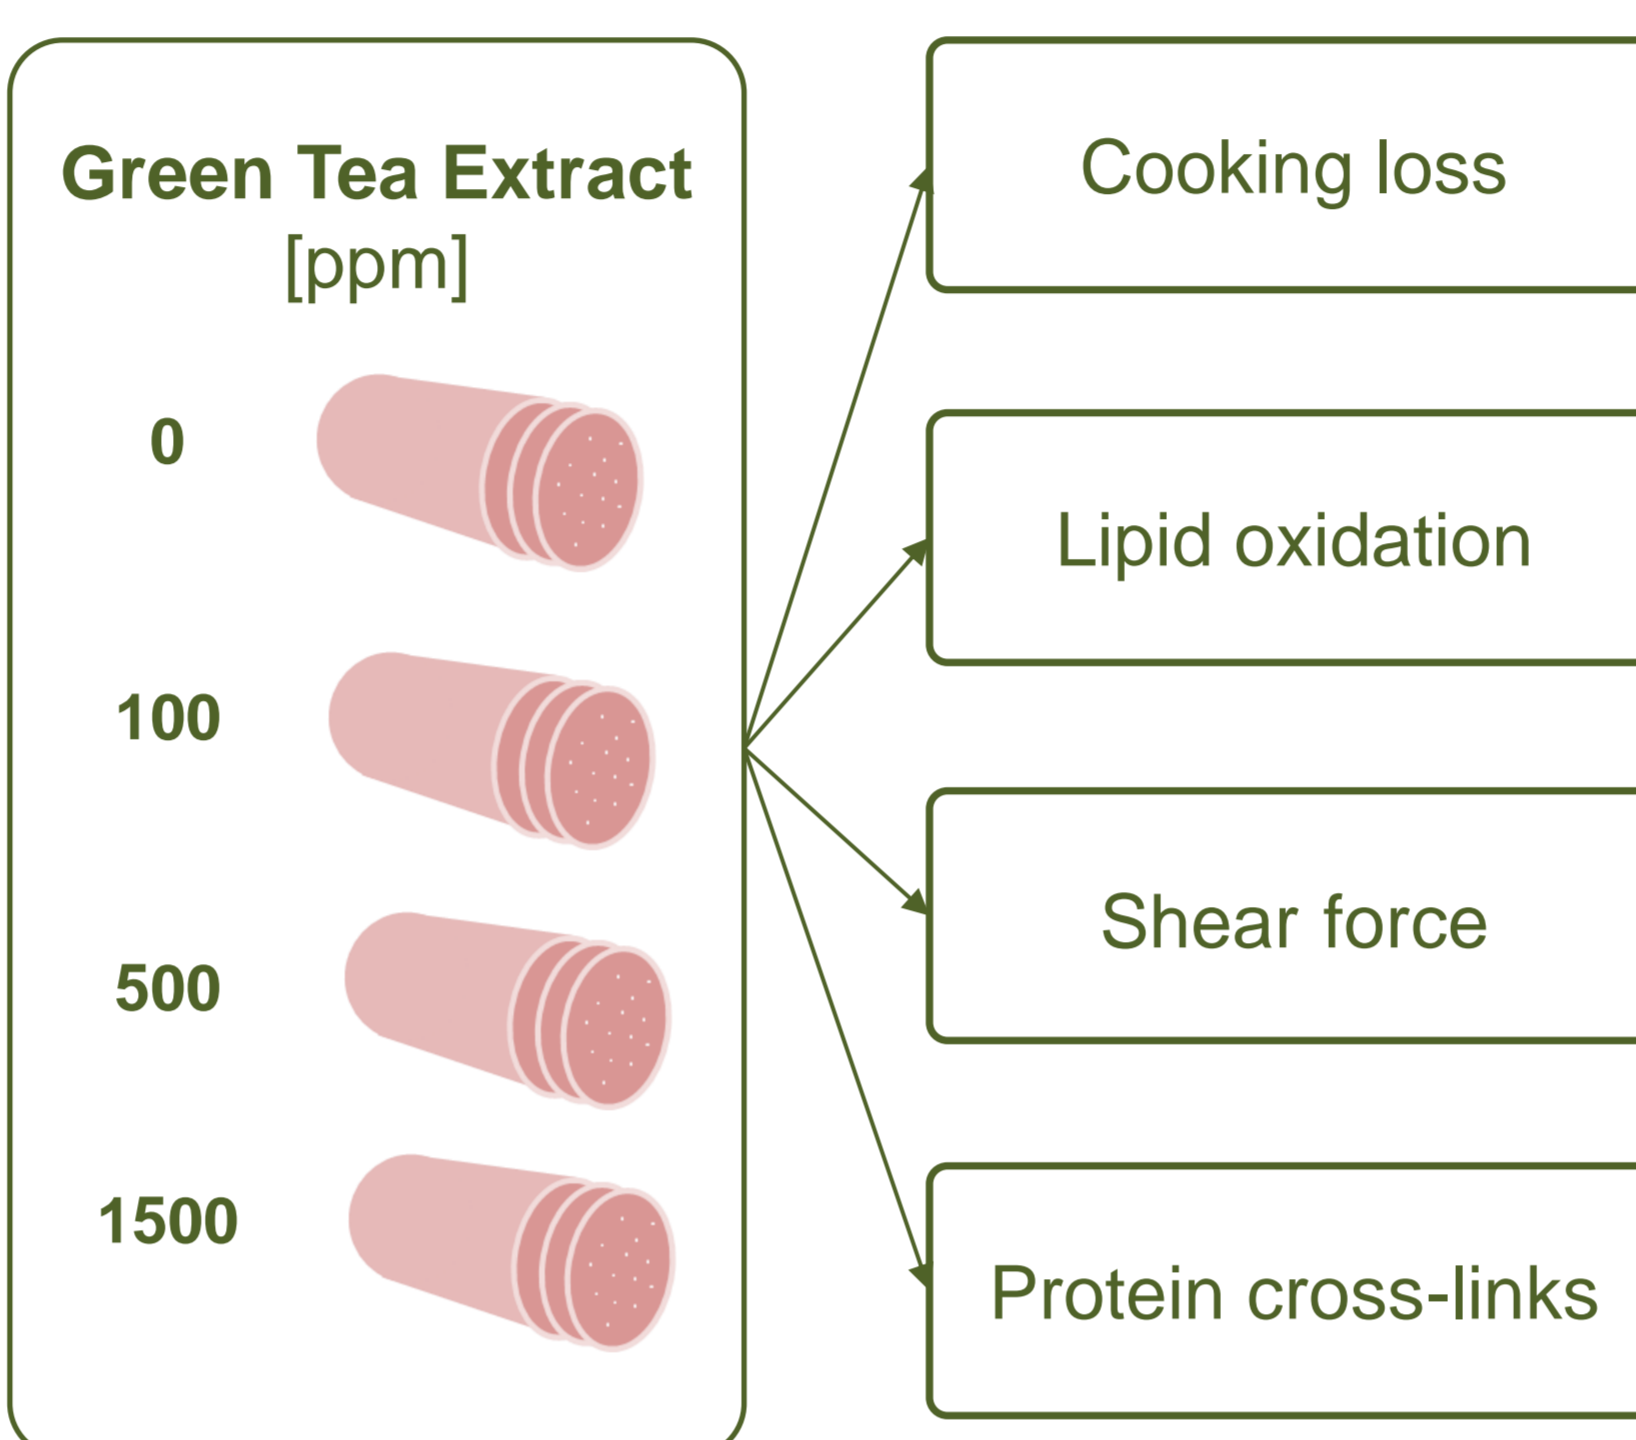 Green Tea Extract
[ppm]
0
100
500
1500
Cooking loss
Lipid oxidation
Shear force
Protein cross-links